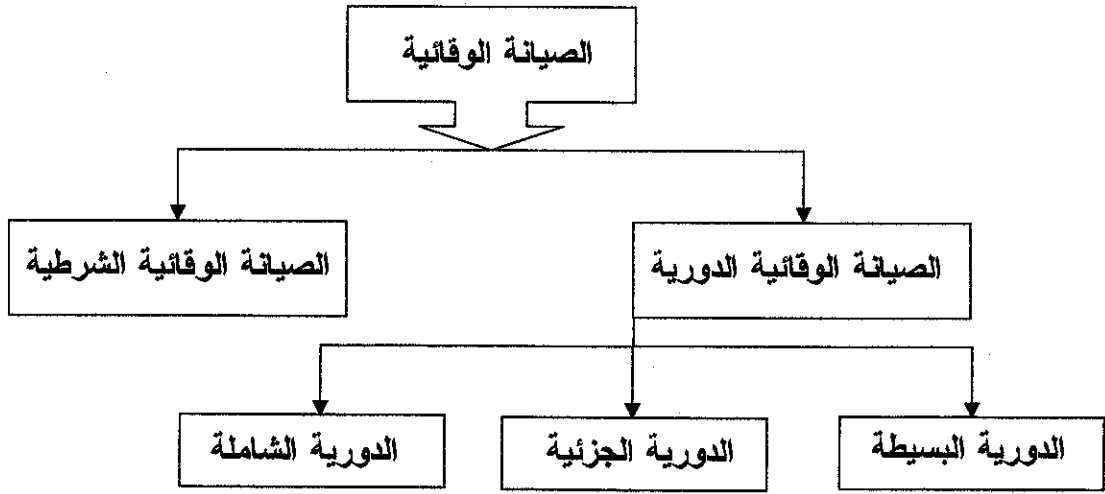 الصيانة الوقائية
الصيانة الوقائية الدورية
الصيانة الوقائية الشرطية
الدورية البسيطة
الدورية الجزئية
الدورية الشاملة